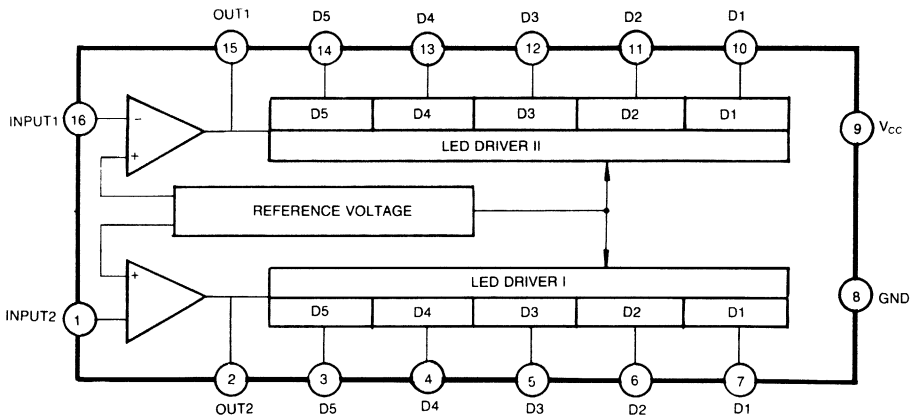 OUT1 D5 D4 D3 D2 D1
15 14 13 12 11 10
INPUT1 16 - D5 D4 D3 D2 D1
+ LED DRIVER II 9 VCC
REFERENCE VOLTAGE
+ LED DRIVER I 8 GND
INPUT2 1 D5 D4 D3 D2 D1
2 3 4 5 6 7
OUT2 D5 D4 D3 D2 D1